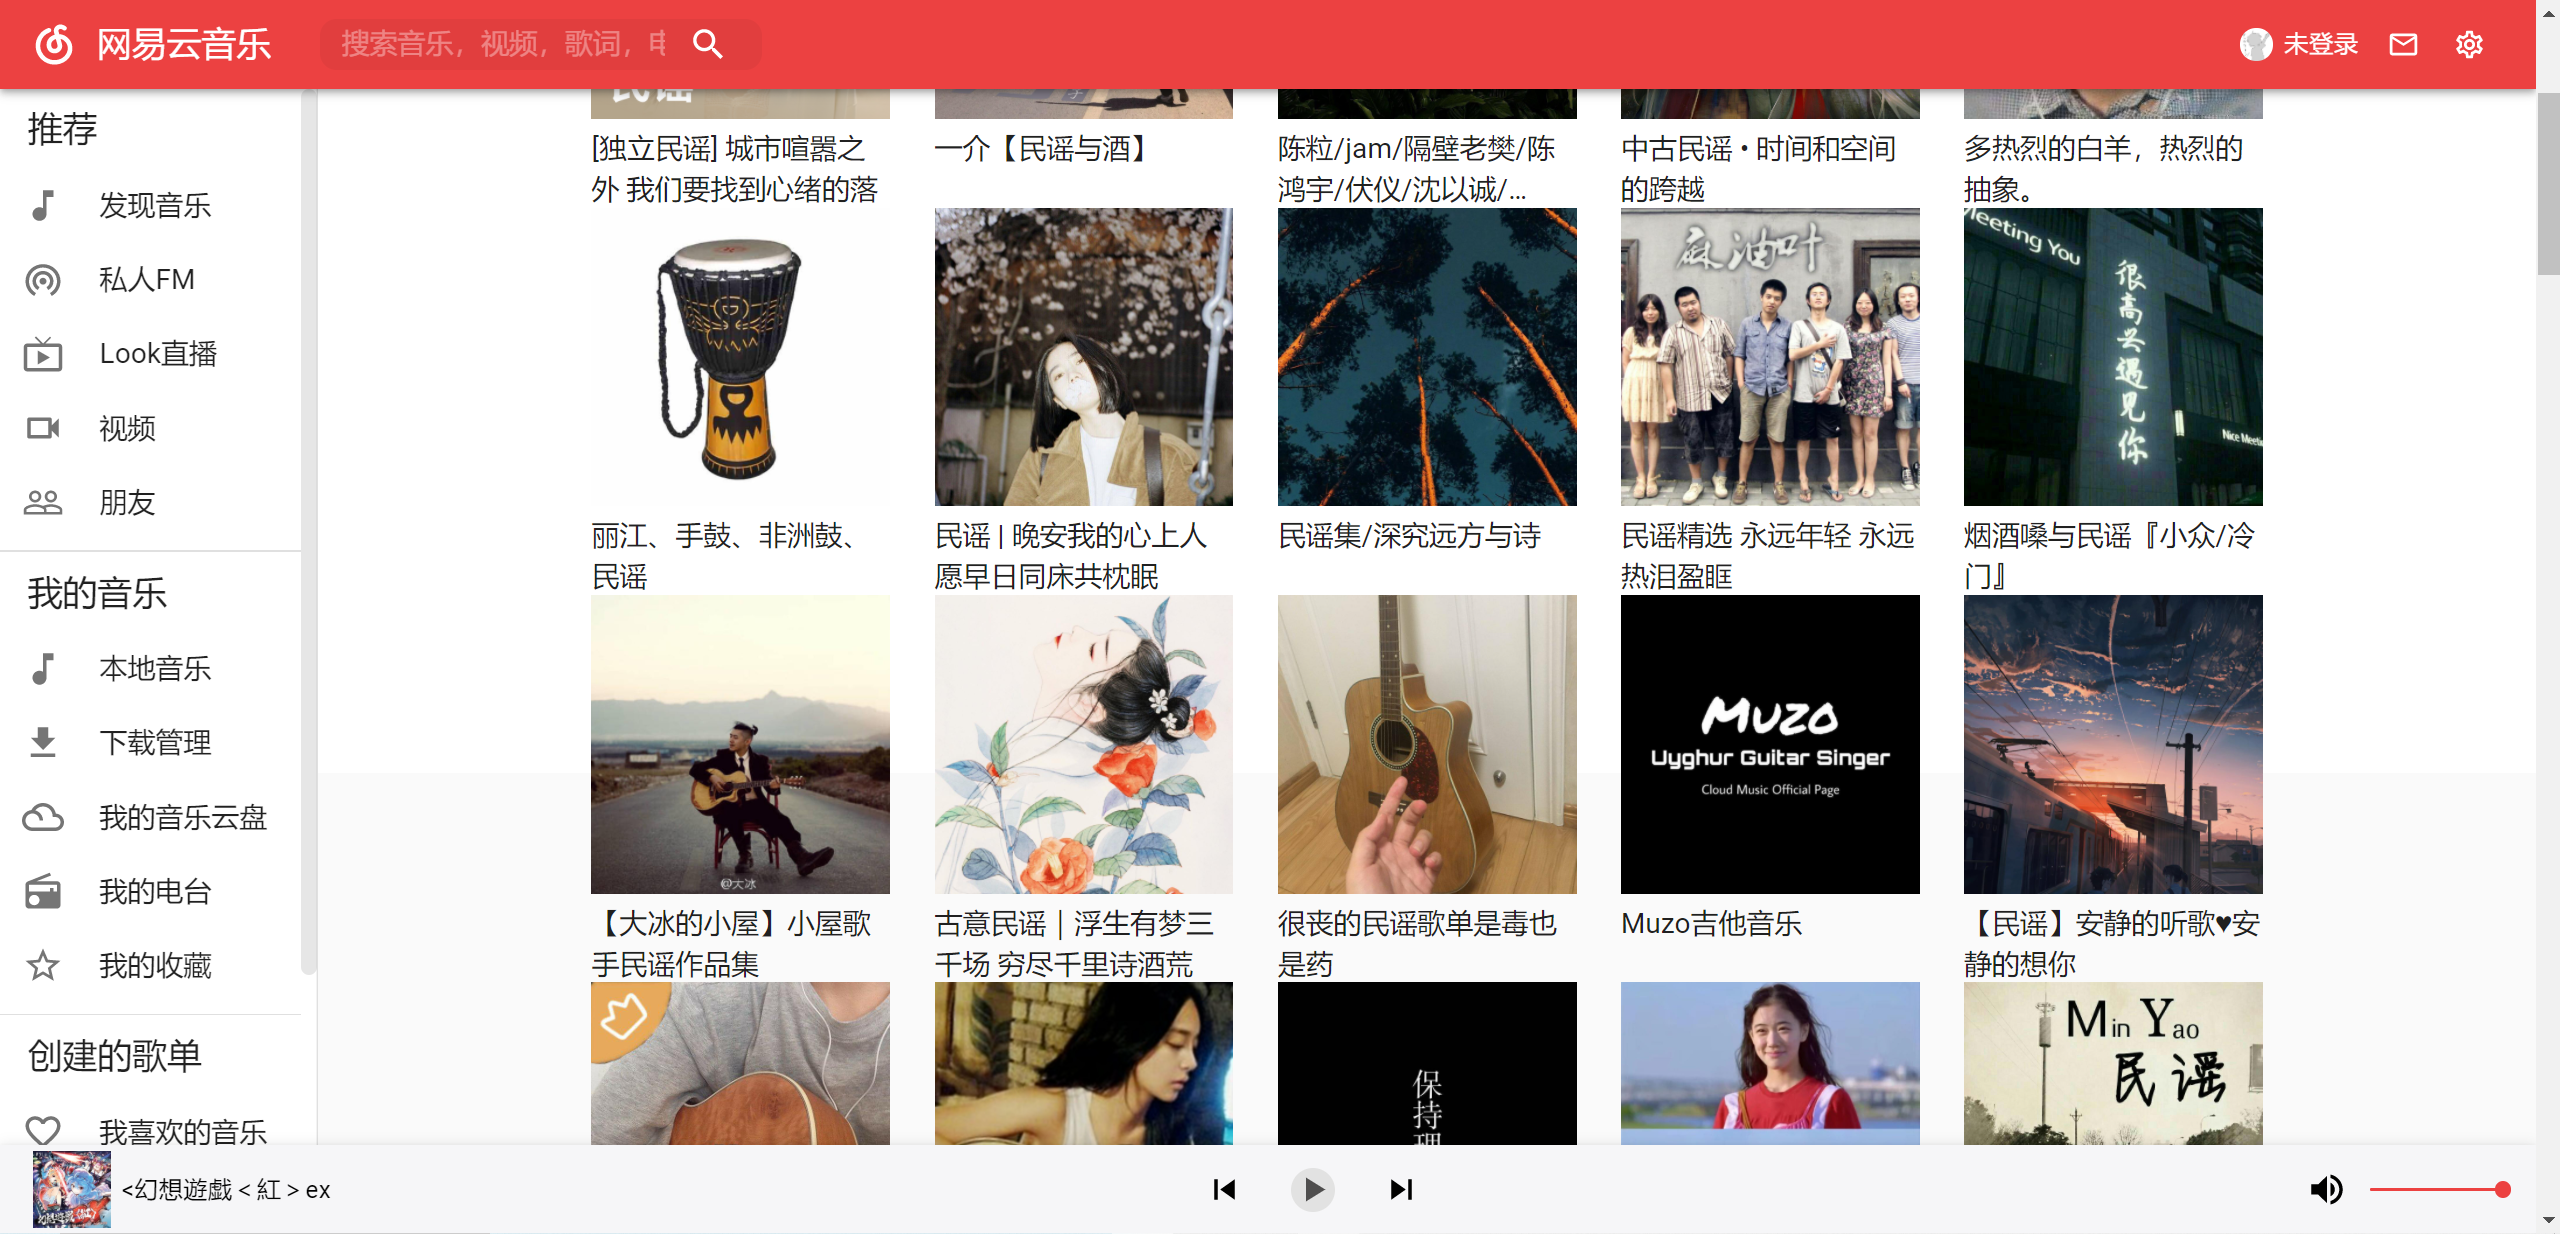 网易云音乐
搜索音乐，视频，歌词，
未登录
推荐
发现音乐
私人FM
Look直播
视频
朋友
我的音乐
本地音乐
下载管理
我的音乐云盘
我的电台
我的收藏
创建的歌单
我喜欢的音乐
民谣
[独立民谣] 城市喧嚣之
外 我们要找到心绪的落
一介【民谣与酒】
陈粒/jam/隔壁老樊/陈
鸿宇/伏仪/沈以诚/...
中古民谣 • 时间和空间
的跨越
多热烈的白羊，热烈的
抽象。
麻油叶
Meeting You
很高兴遇见你
丽江、手鼓、非洲鼓、
民谣
民谣 | 晚安我的心上人
愿早日同床共枕眠
民谣集/深究远方与诗
民谣精选 永远年轻 永远
热泪盈眶
烟酒嗓与民谣『小众/冷
门』
@大冰
Muzo
Uyghur Guitar Singer
Cloud Music Official Page
【大冰的小屋】小屋歌
手民谣作品集
古意民谣｜浮生有梦三
千场 穷尽千里诗酒荒
很丧的民谣歌单是毒也
是药
Muzo吉他音乐
【民谣】安静的听歌♥安
静的想你
保持理
Min Yao
民谣
<幻想遊戯 < 紅 > ex